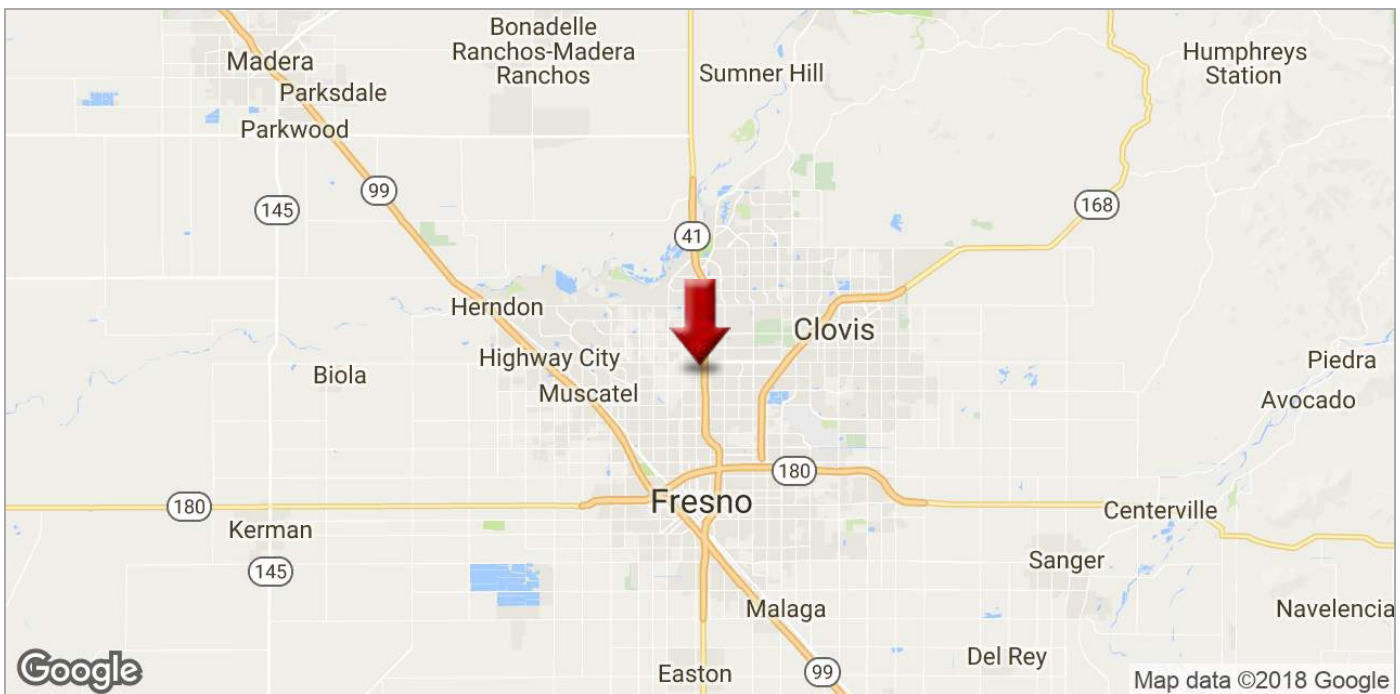 Bonadelle
Ranchos-Madera
Ranchos
Humphreys
Station
Madera
Sumner Hill
Parksdale
Parkwood
99
145
168
41
Herndon
Clovis
Highway City
Piedra
Biola
Muscatel
Avocado
180
180
Fresno
Centerville
Kerman
Sanger
145
Malaga
Navelencia
Del Rey
Easton
99
Google
Map data ©2018 Google